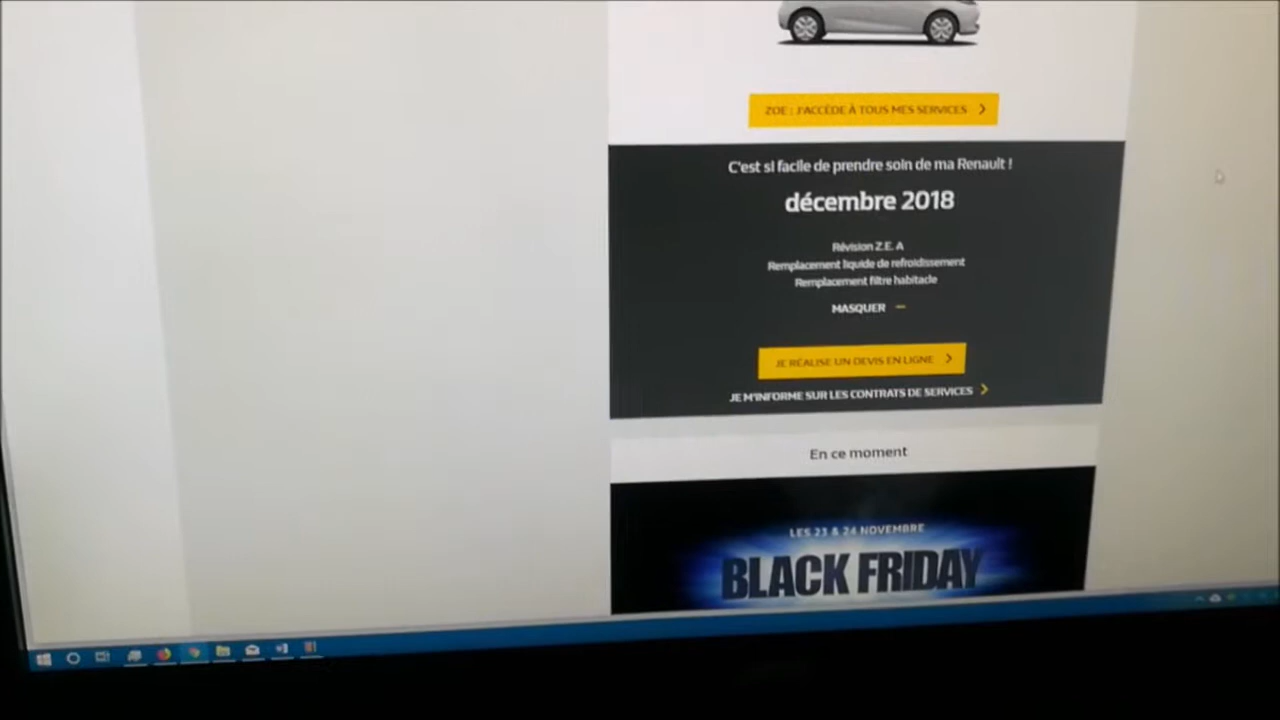 ZOE : J'ACCÈDE À TOUS MES SERVICES
C'est si facile de prendre soin de ma Renault !
décembre 2018
Révision Z.E. A
Remplacement liquide de refroidissement
Remplacement filtre habitacle
MASQUER
JE RÉALISE UN DEVIS EN LIGNE
JE M'INFORME SUR LES CONTRATS DE SERVICES
En ce moment
LES 23 & 24 NOVEMBRE
BLACK FRIDAY